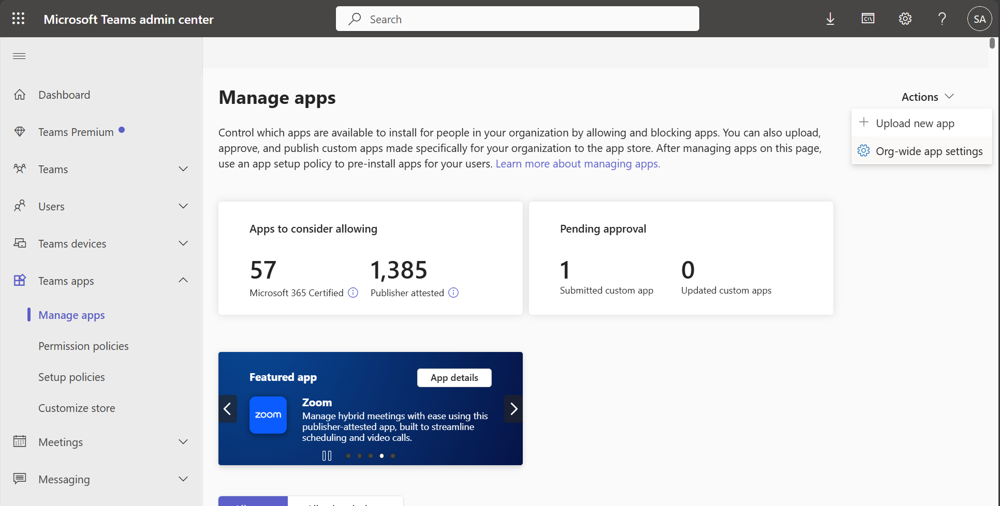 Microsoft Teams admin center
Search
C:\
?
SA
Dashboard
Teams Premium
Teams
Users
Teams devices
Teams apps
Manage apps
Permission policies
Setup policies
Customize store
Meetings
Messaging
Manage apps
Actions
Upload new app
Org-wide app settings
Control which apps are available to install for people in your organization by allowing and blocking apps. You can also upload,
approve, and publish custom apps made specifically for your organization to the app store. After managing apps on this page,
use an app setup policy to pre-install apps for your users. Learn more about managing apps.
Apps to consider allowing
57
Microsoft 365 Certified
1,385
Publisher attested
Pending approval
1
Submitted custom app
0
Updated custom apps
Featured app
App details
zoom
Zoom
Manage hybrid meetings with ease using this
publisher-attested app, built to streamline
scheduling and video calls.